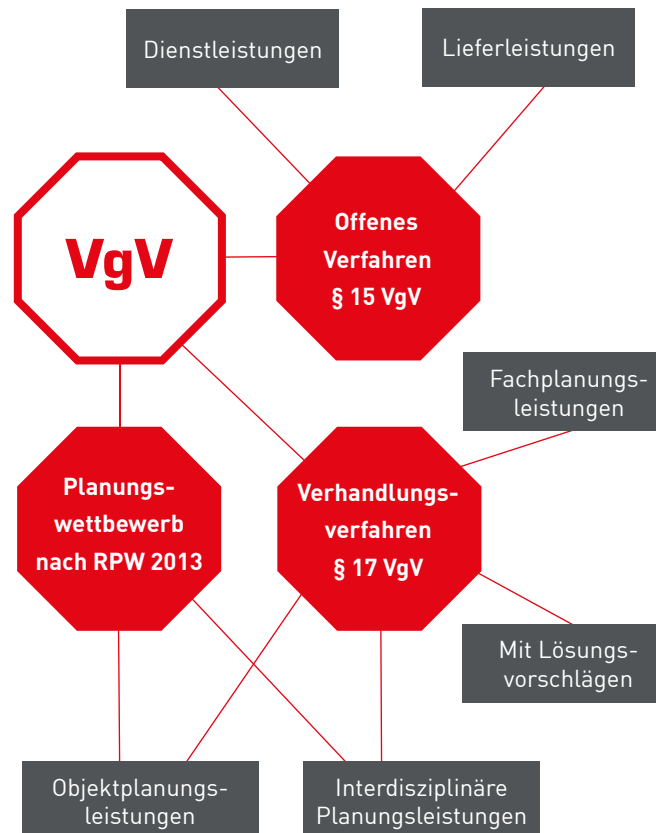 Dienstleistungen
Lieferleistungen
VgV
Offenes
Verfahren
§ 15 VgV
Fachplanungs-
leistungen
Planungs-
wettbewerb
nach RPW 2013
Verhandlungs-
verfahren
§ 17 VgV
Mit Lösungs-
vorschlägen
Objektplanungs-
leistungen
Interdisziplinäre
Planungsleistungen